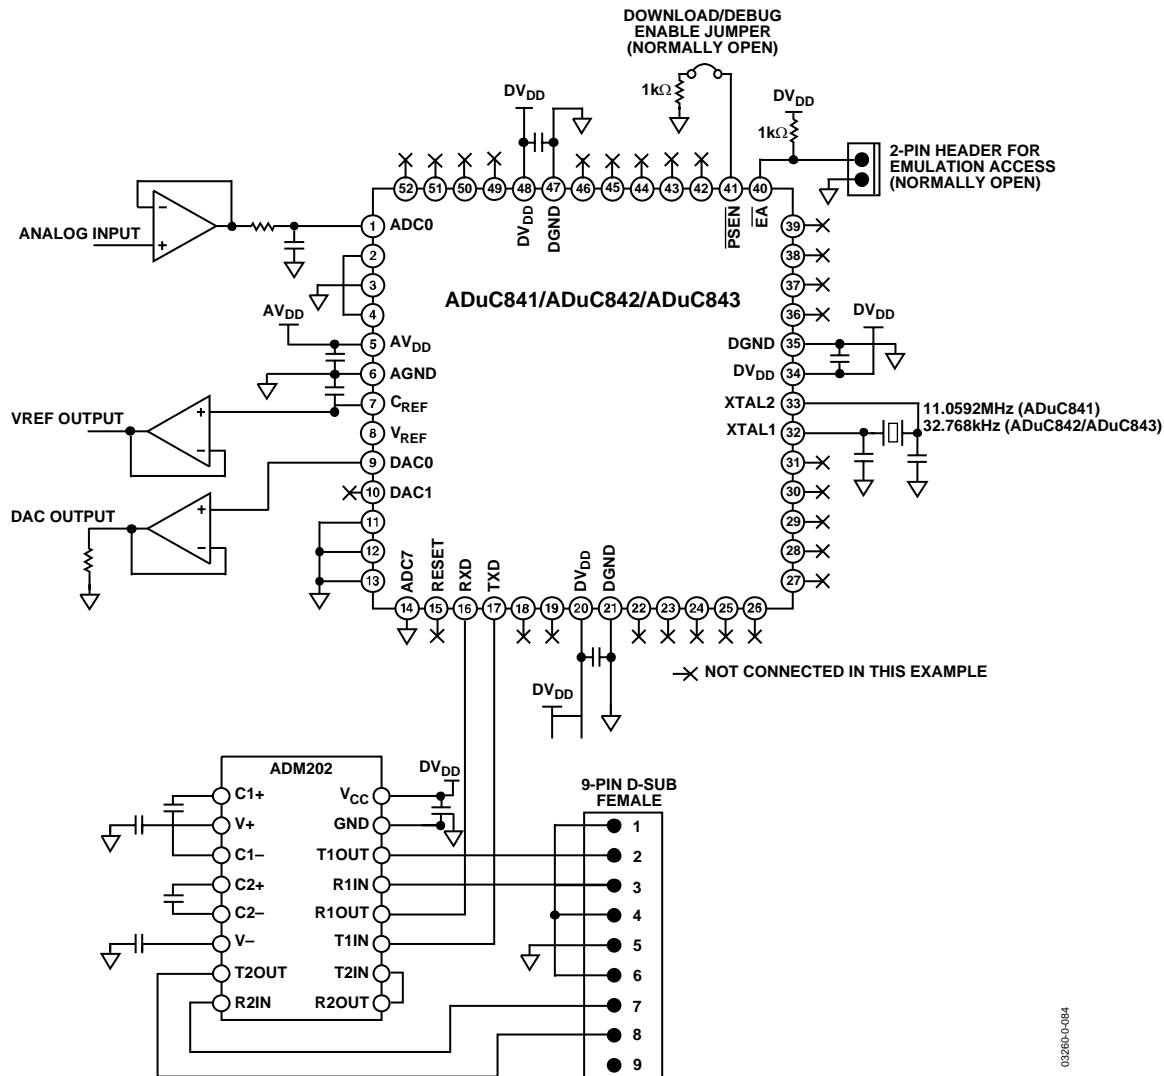 DOWNLOAD/DEBUG
ENABLE JUMPER
(NORMALLY OPEN)
1kΩ
DVDD
1kΩ
DVDD
2-PIN HEADER FOR
EMULATION ACCESS
(NORMALLY OPEN)
52 51 50 49 48 47 46 45 44 43 42 41 40
DVDD
DGND
PSEN
EA
ANALOG INPUT
1 ADC0
2
3
4
AVDD
5 AVDD
6 AGND
7 CREF
VREF OUTPUT
8 VREF
9 DAC0
10 DAC1
DAC OUTPUT
11
12
13
ADuC841/ADuC842/ADuC843
39
38
37
36
DVDD
DGND 35
DVDD 34
XTAL2 33
11.0592MHz (ADuC841)
XTAL1 32
32.768kHz (ADuC842/ADuC843)
31
30
29
28
27
ADC7
RESET
RXD
TXD
DVDD
DGND
14 15 16 17 18 19 20 21 22 23 24 25 26
NOT CONNECTED IN THIS EXAMPLE
DVDD
ADM202
DVDD
C1+
V+
C1–
C2+
C2–
V–
T2OUT
R2IN
VCC
GND
T1OUT
R1IN
R1OUT
T1IN
T2IN
R2OUT
9-PIN D-SUB
FEMALE
1
2
3
4
5
6
7
8
9
03260-0-084